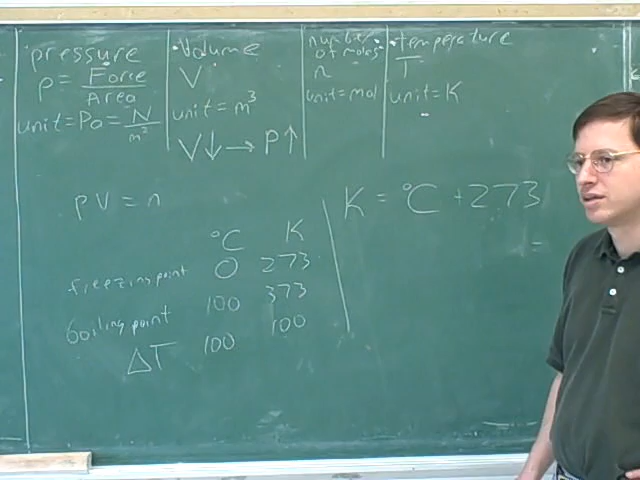 pressure
P = Force
Area
unit = Pa = N
m²
Volume
V
unit = m³
V↓ → P↑
number
of moles
n
unit = mol
temperature
T
unit = K
PV = n
°C K
freezing point 0 273
boiling point 100 373
ΔT 100 100
K = °C + 273
=